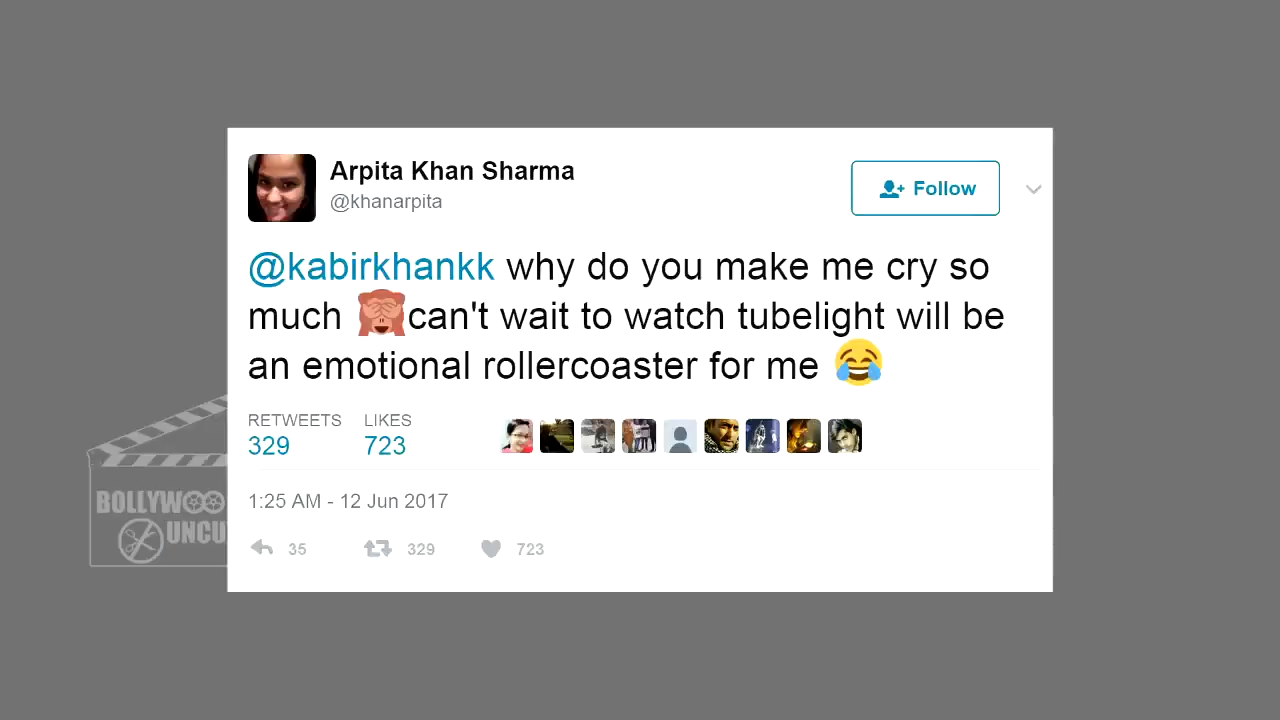 Arpita Khan Sharma
@khanarpita
Follow
@kabirkhankk why do you make me cry so
much 🙈can't wait to watch tubelight will be
an emotional rollercoaster for me 😂
RETWEETS LIKES
329 723
1:25 AM - 12 Jun 2017
35 329 723
BOLLYWOO
UNCU